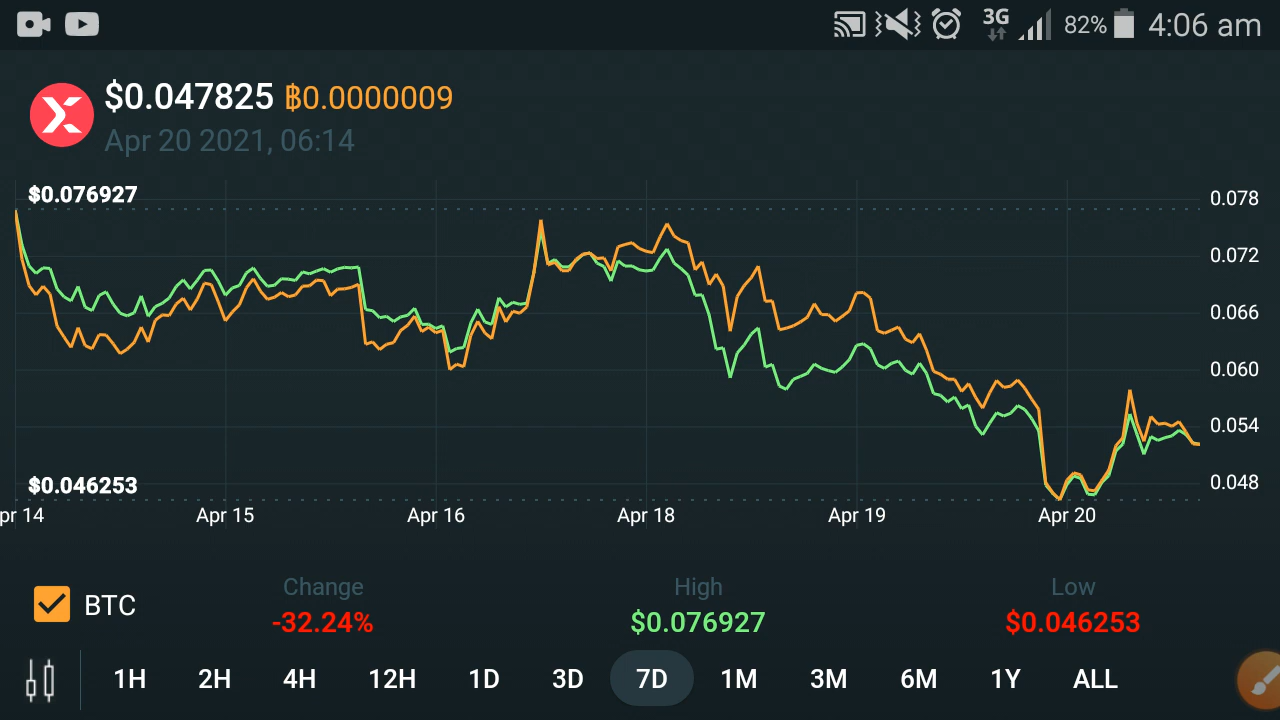 3G 82% 4:06 am
$0.047825 ₿0.0000009
Apr 20 2021, 06:14
$0.076927
0.078
0.072
0.066
0.060
0.054
$0.046253
0.048
pr 14 Apr 15 Apr 16 Apr 18 Apr 19 Apr 20
BTC
Change High Low
-32.24% $0.076927 $0.046253
1H 2H 4H 12H 1D 3D 7D 1M 3M 6M 1Y ALL